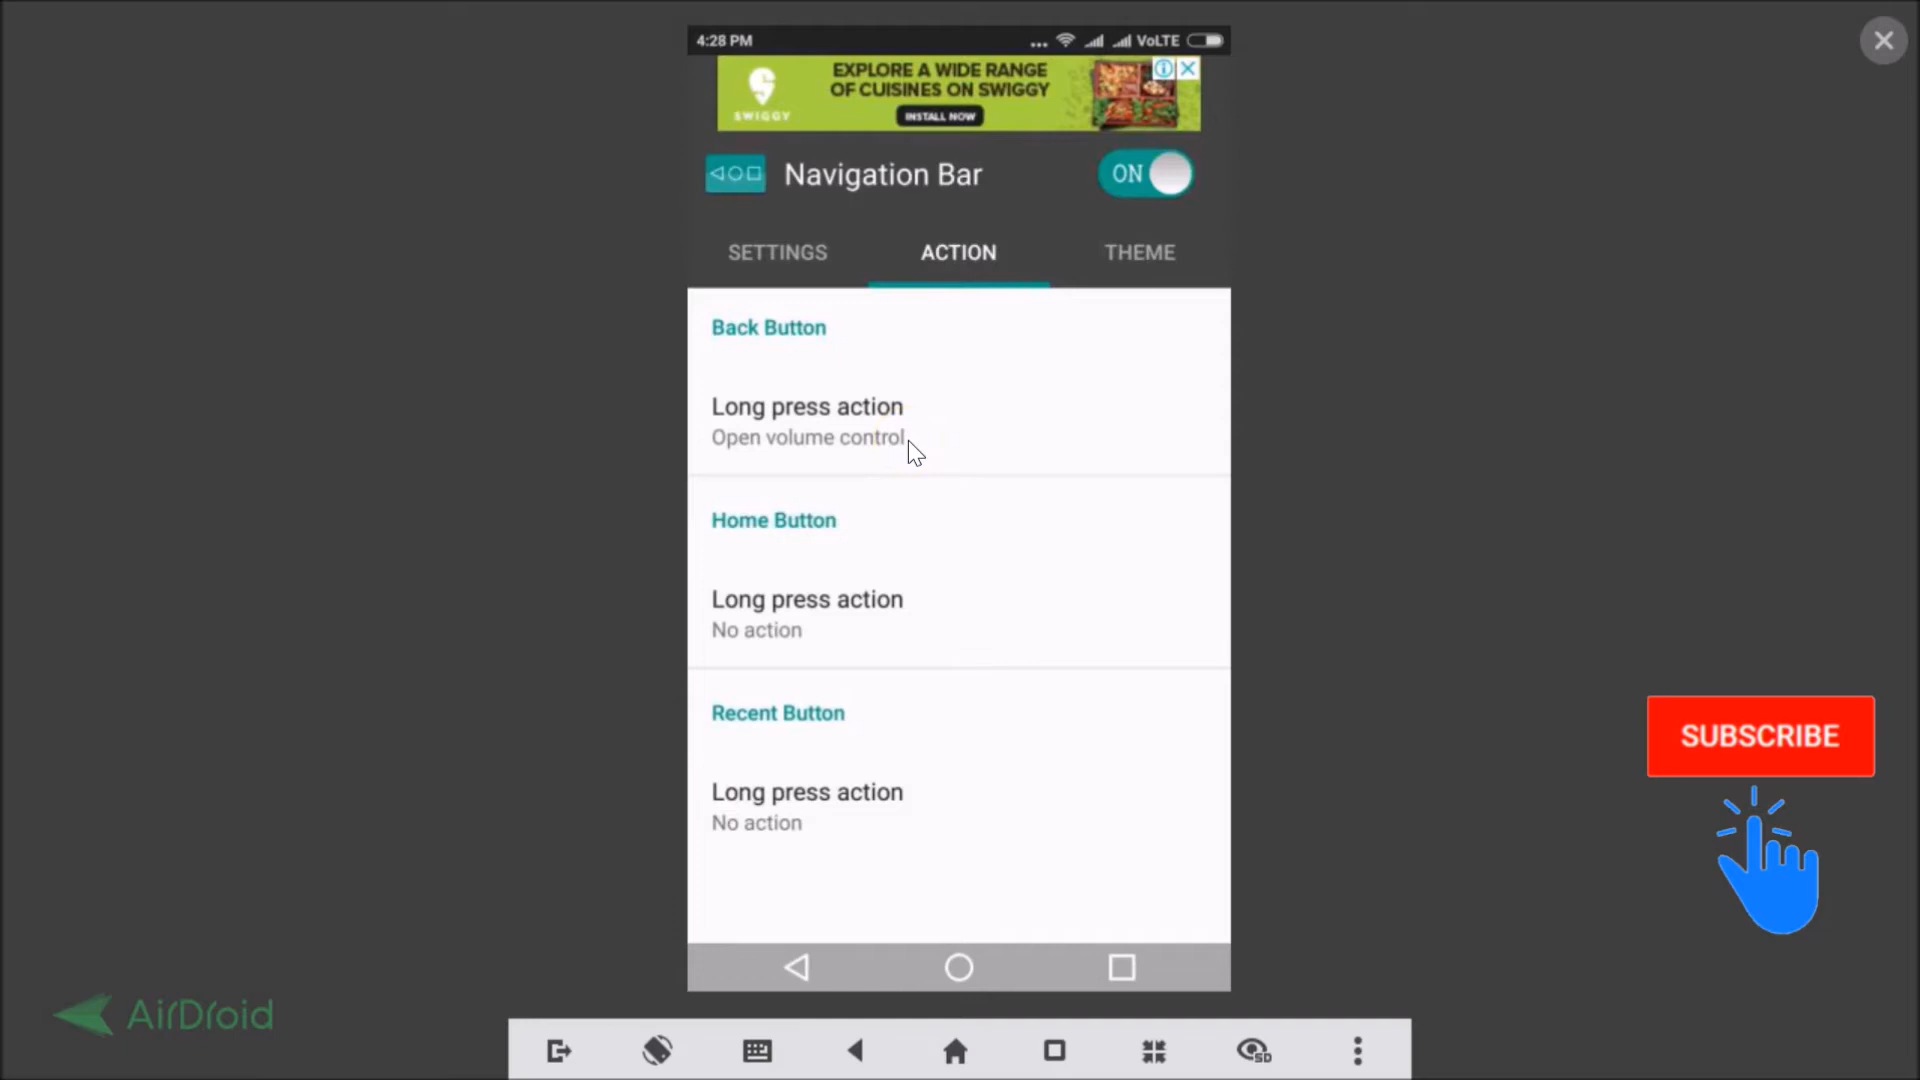 4:28 PM
VoLTE
SWIGGY
EXPLORE A WIDE RANGE
OF CUISINES ON SWIGGY
INSTALL NOW
Navigation Bar
ON
SETTINGS
ACTION
THEME
Back Button
Long press action
Open volume control
Home Button
Long press action
No action
Recent Button
Long press action
No action
SUBSCRIBE
AirDroid
SD